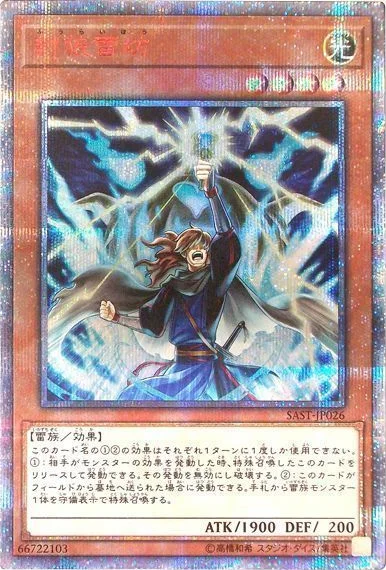 ふうらいぼう
光
SAST-JP026
【雷族／効果】
このカード名の①②の効果はそれぞれ1ターンに1度しか使用できない。
①：相手がモンスターの効果を発動した時、特殊召喚したこのカードを
リリースして発動できる。その発動を無効にし破壊する。②：このカードが
フィールドから墓地へ送られた場合に発動できる。手札から雷族モンスター
1体を守備表示で特殊召喚する。
ATK/1900 DEF/ 200
66722103
©高橋和希 スタジオ・ダイス/集英社